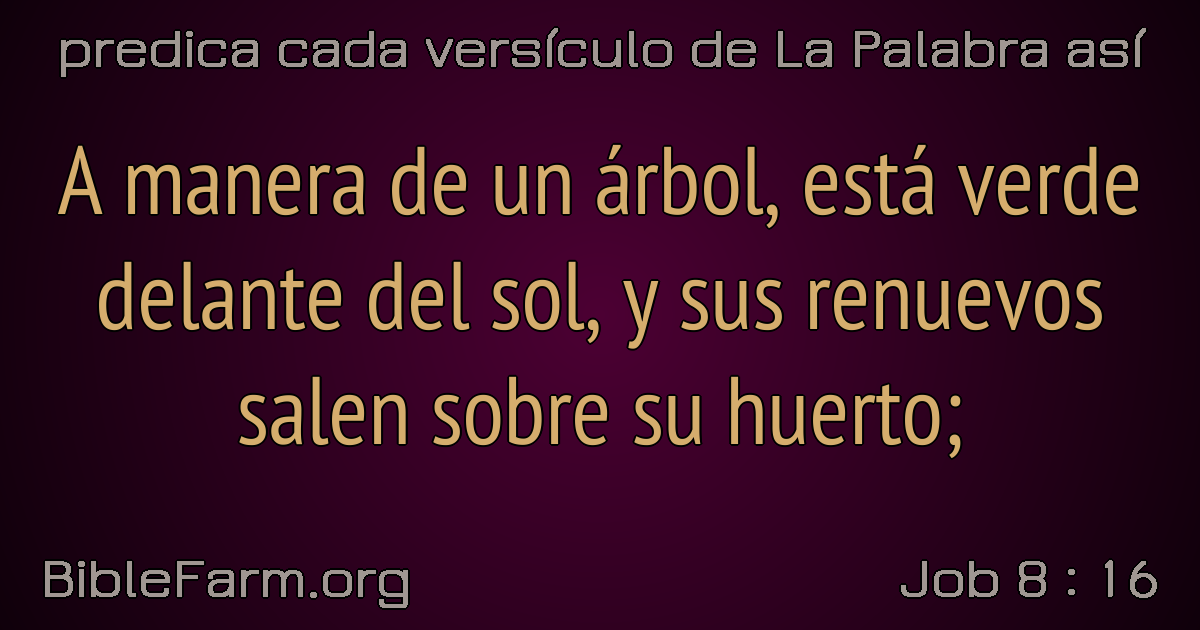 predica cada versículo de La Palabra así
A manera de un árbol, está verde
delante del sol, y sus renuevos
salen sobre su huerto;
BibleFarm.org
Job 8 : 16